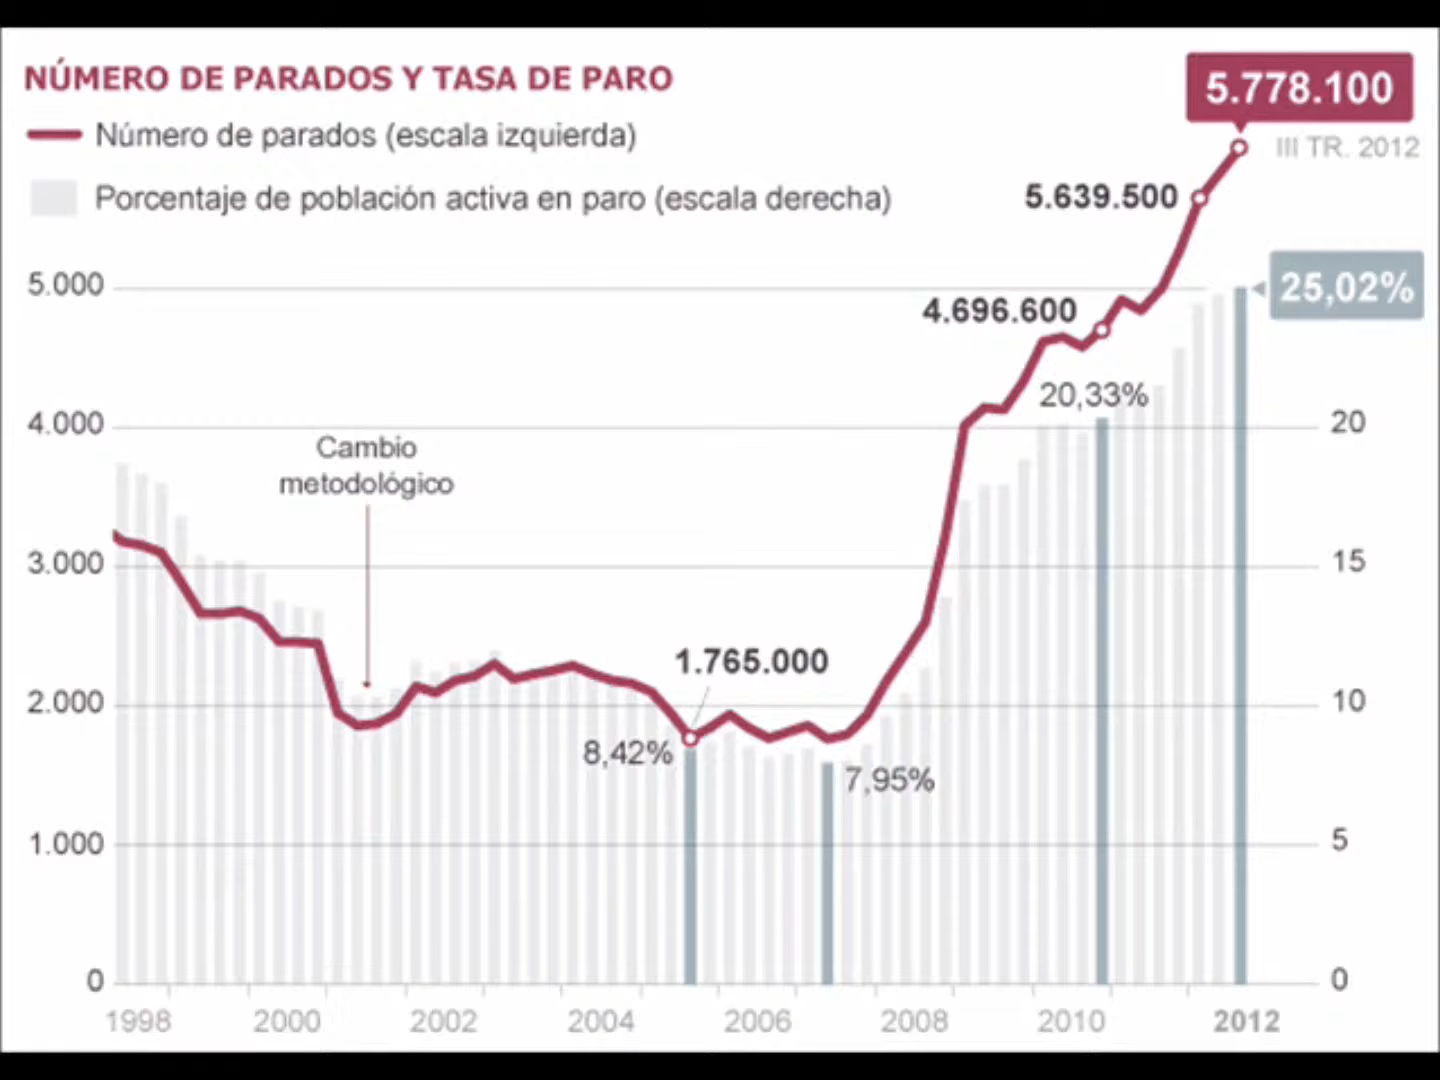 NÚMERO DE PARADOS Y TASA DE PARO
5.778.100
Número de parados (escala izquierda)
III TR. 2012
Porcentaje de población activa en paro (escala derecha)
5.639.500
5.000
25,02%
4.696.600
20,33%
4.000
20
Cambio
metodológico
3.000
15
1.765.000
2.000
10
8,42%
7,95%
1.000
5
0
0
1998 2000 2002 2004 2006 2008 2010 2012